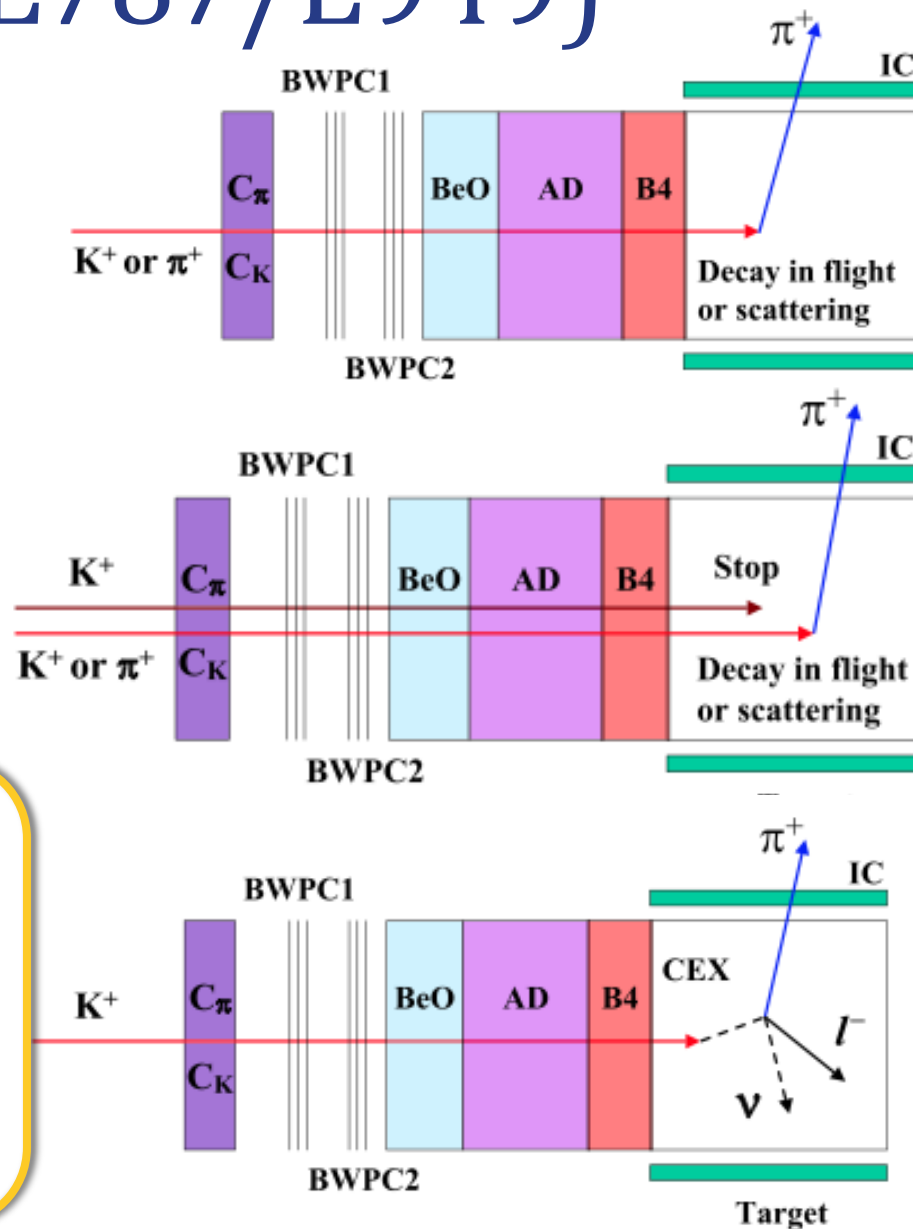 E787/E949)
π⁺
IC
BWPC1
Cπ
BeO
AD
B4
K⁺ or π⁺
CK
Decay in flight
or scattering
BWPC2
π⁺
IC
BWPC1
K⁺
Cπ
BeO
AD
B4
Stop
K⁺ or π⁺
CK
Decay in flight
or scattering
BWPC2
π⁺
IC
BWPC1
CEX
K⁺
Cπ
BeO
AD
B4
l⁻
CK
ν
BWPC2
Target